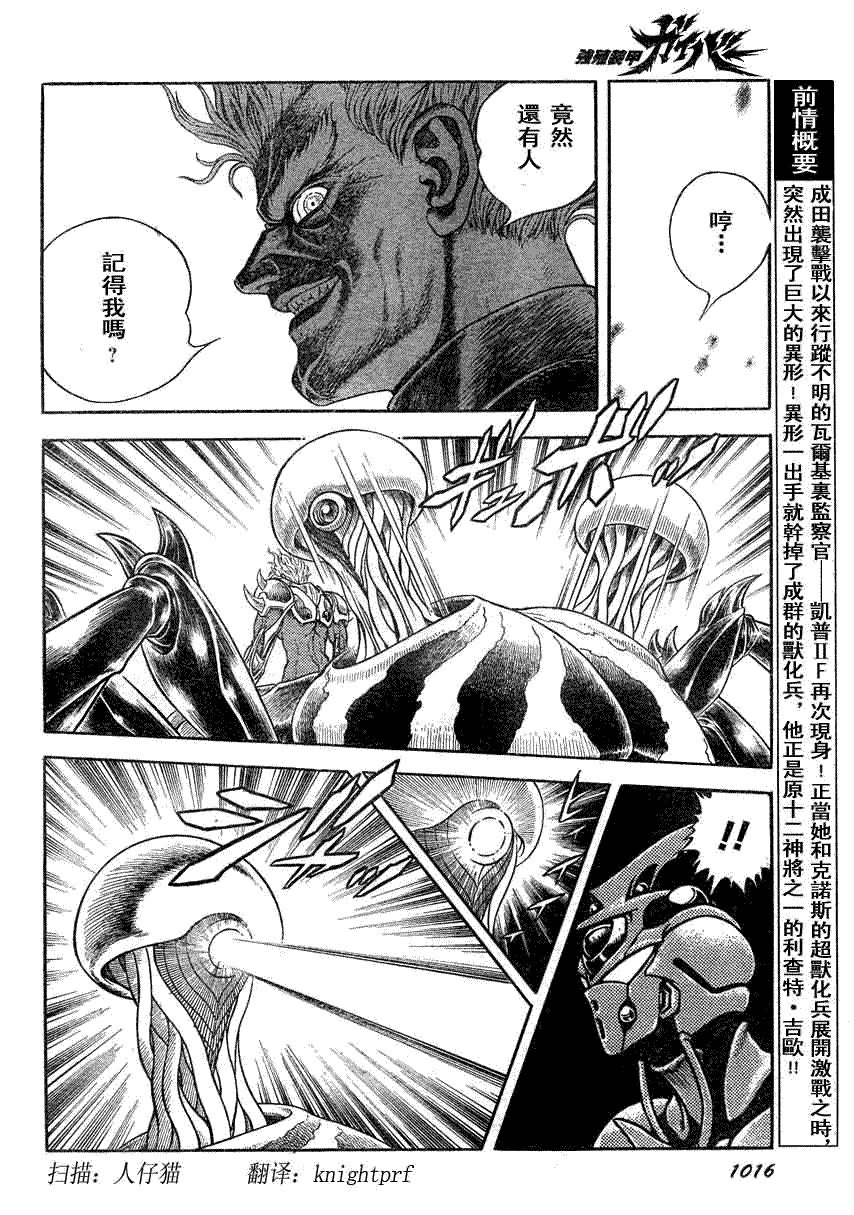 強殖装甲ガイバー
前情概要
成田襲擊戰以來行蹤不明的瓦爾基裏監察官——凱普ⅡF再次現身！正當她和克諾斯的超獸化兵展開激戰之時，
突然出現了巨大的異形！異形一出手就幹掉了成群的獸化兵，他正是原十二神將之一的利查特·吉歐!!
哼…
竟然
還有人
記得我嗎?
ギュボッ
!!
扫描：人仔猫
翻译：knightprf
1016